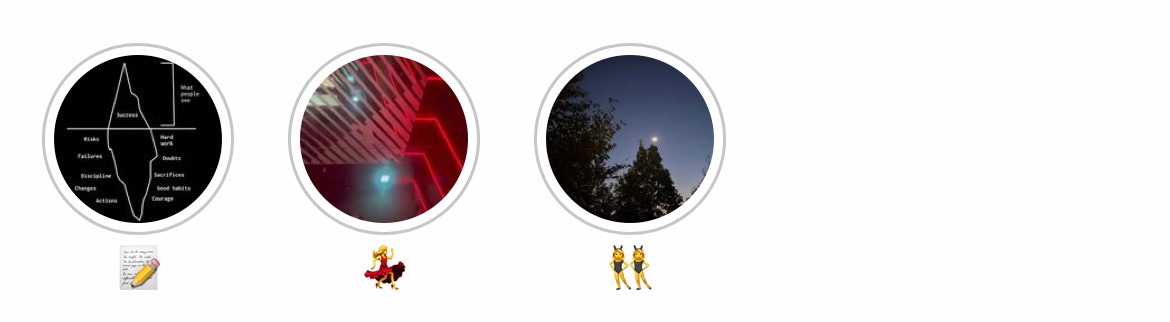 What
people
see
Success
Risks
Hard
work
Failures
Doubts
Discipline
Sacrifices
Changes
Good habits
Actions
Courage